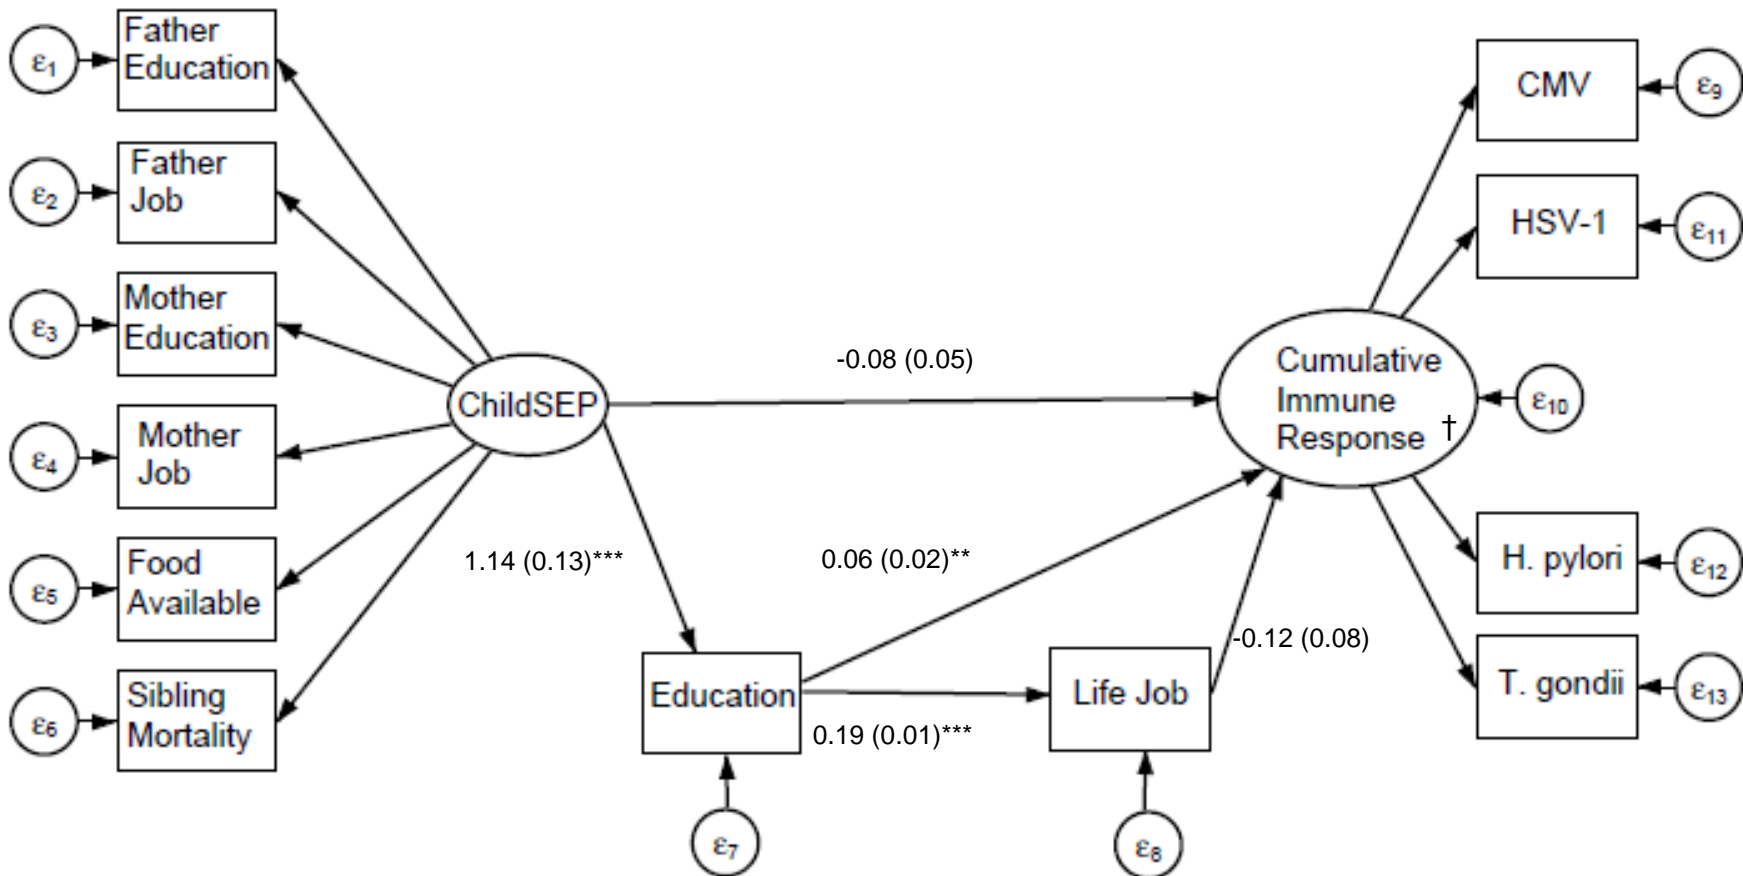 ε1
Father
Education
ε2
Father
Job
ε3
Mother
Education
ε4
Mother
Job
ε5
Food
Available
ε6
Sibling
Mortality
ChildSEP
-0.08 (0.05)
1.14 (0.13)***
0.06 (0.02)**
-0.12 (0.08)
0.19 (0.01)***
Education
ε7
Life Job
ε8
Cumulative
Immune
Response †
ε10
CMV
ε9
HSV-1
ε11
H. pylori
ε12
T. gondii
ε13